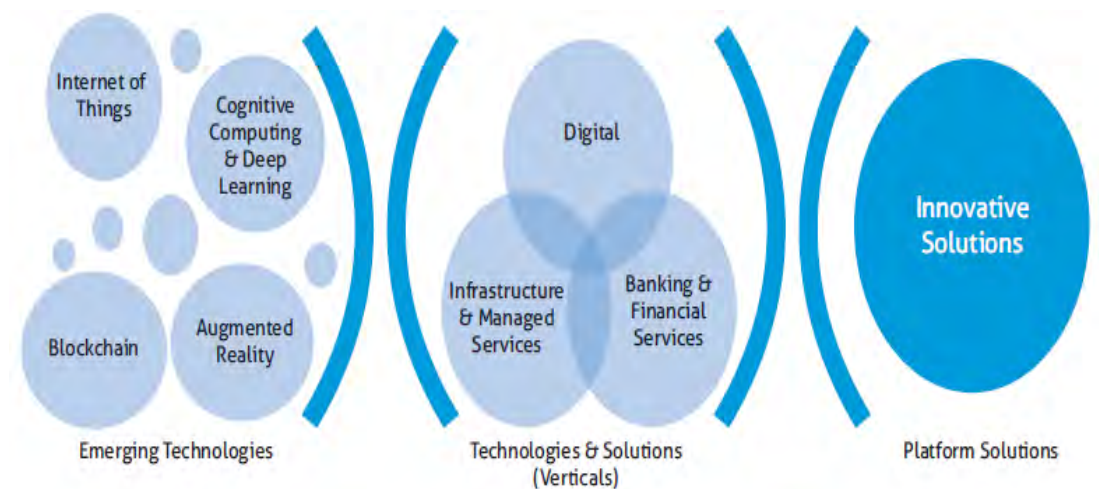 Internet of
Things
Cognitive
Computing
& Deep
Learning
Blockchain
Augmented
Reality
Emerging Technologies
Digital
Infrastructure
& Managed
Services
Banking &
Financial
Services
Technologies & Solutions
(Verticals)
Innovative
Solutions
Platform Solutions